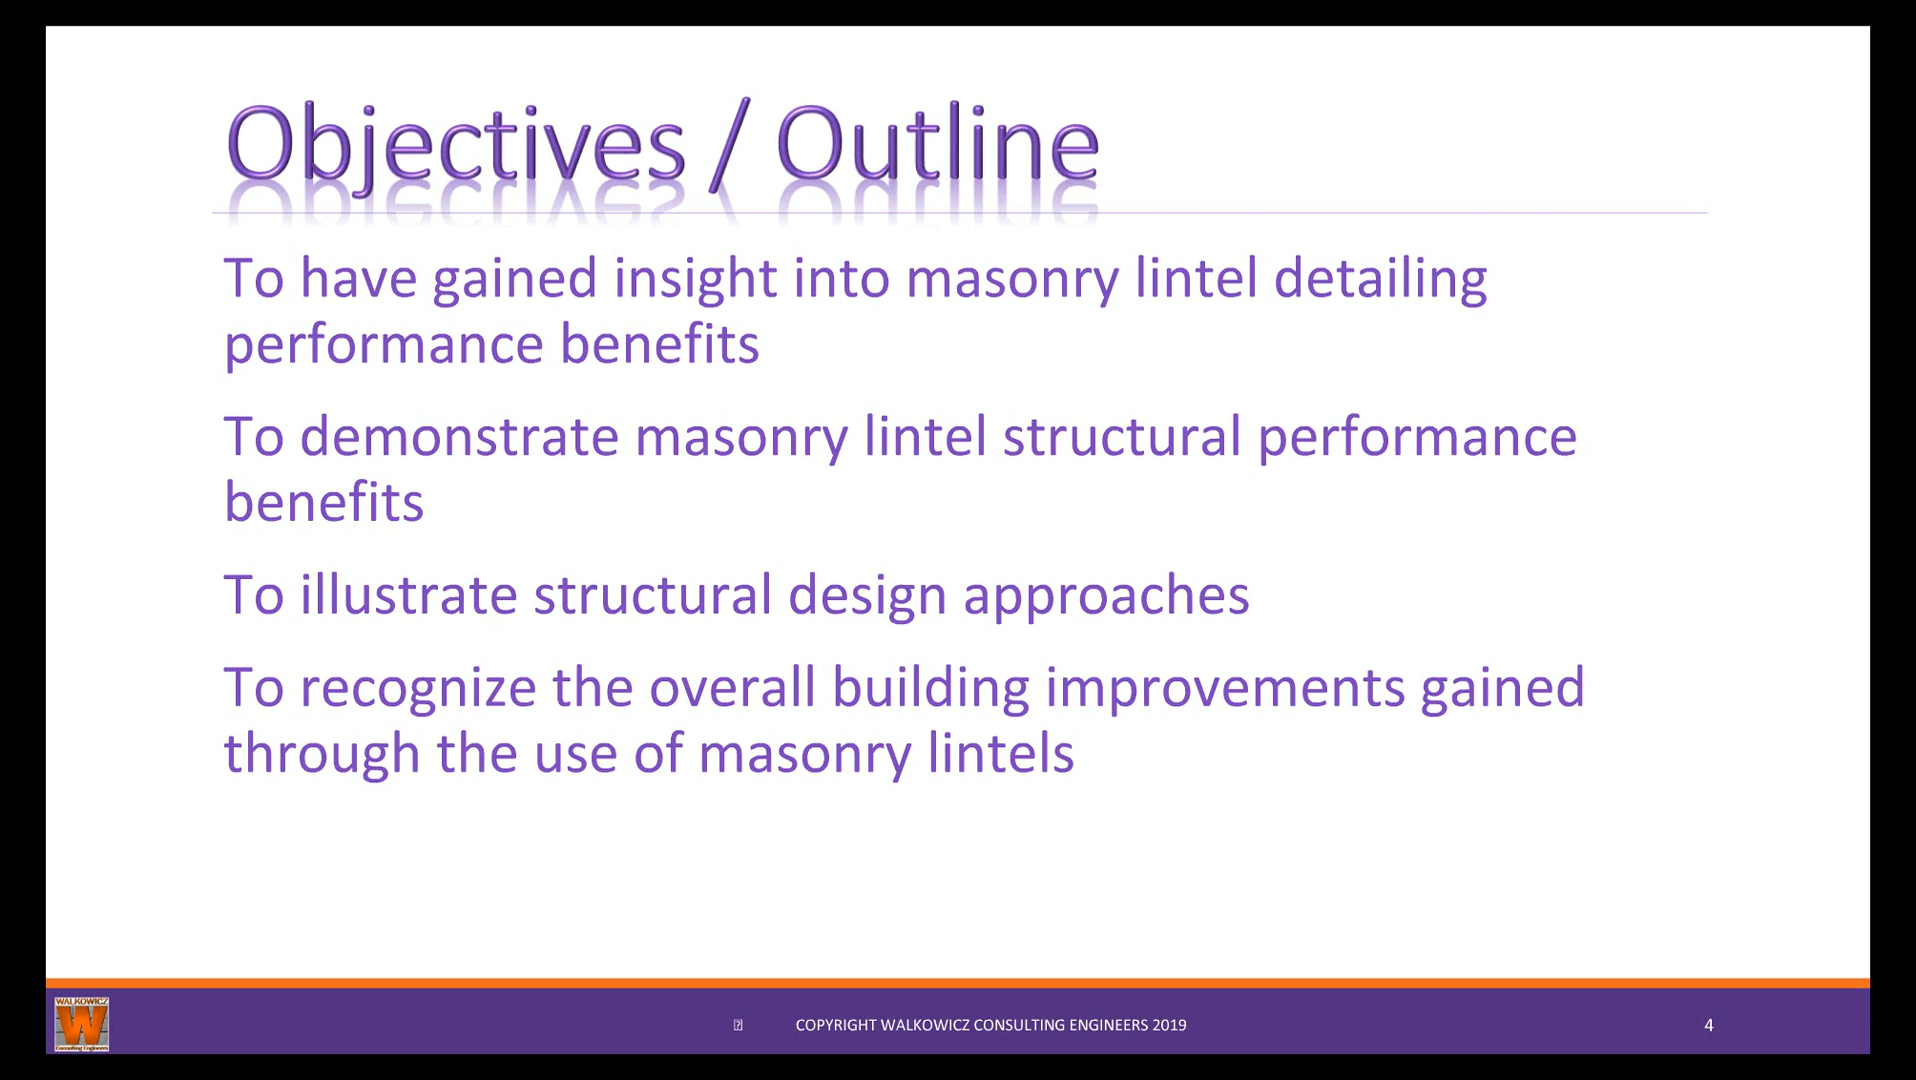 Objectives / Outline
To have gained insight into masonry lintel detailing
performance benefits
To demonstrate masonry lintel structural performance
benefits
To illustrate structural design approaches
To recognize the overall building improvements gained
through the use of masonry lintels
WALKOWICZ
W
Consulting Engineers
COPYRIGHT WALKOWICZ CONSULTING ENGINEERS 2019
4